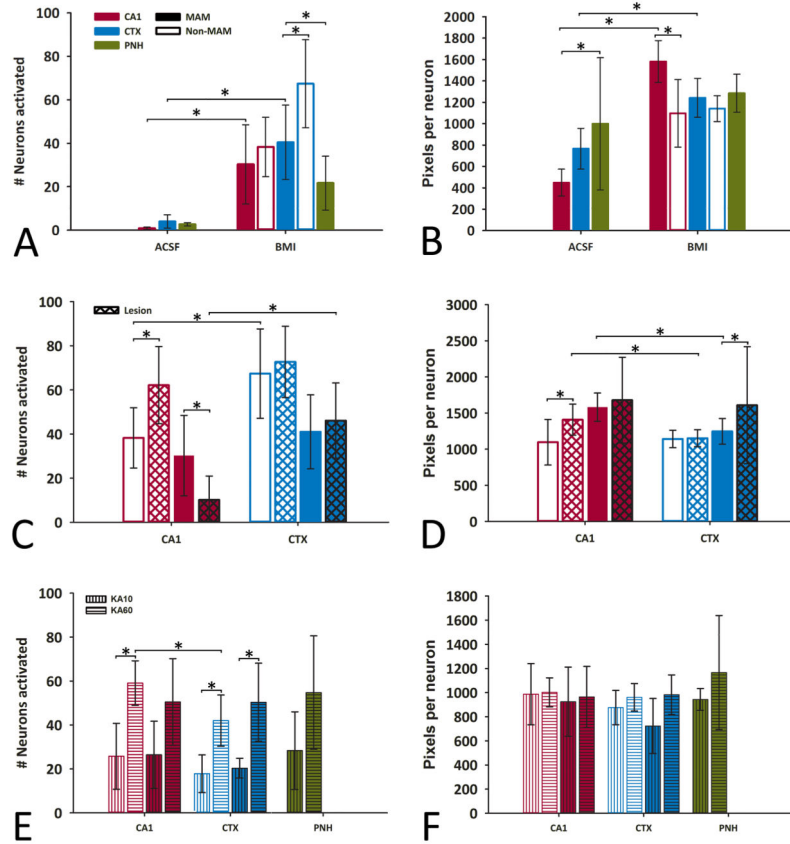 CA1 MAM
CTX Non-MAM
PNH
# Neurons activated
100
80
60
40
20
0
* * * *
ACSF BMI
A
Pixels per neuron
2000
1800
1600
1400
1200
1000
800
600
400
200
0
* * * *
ACSF BMI
B
Lesion
# Neurons activated
100
80
60
40
20
0
* * * *
CA1 CTX
C
Pixels per neuron
3000
2500
2000
1500
1000
500
0
* * * *
CA1 CTX
D
KA10
KA60
# Neurons activated
100
80
60
40
20
0
* * * *
CA1 CTX PNH
E
Pixels per neuron
1800
1600
1400
1200
1000
800
600
400
200
0
CA1 CTX PNH
F